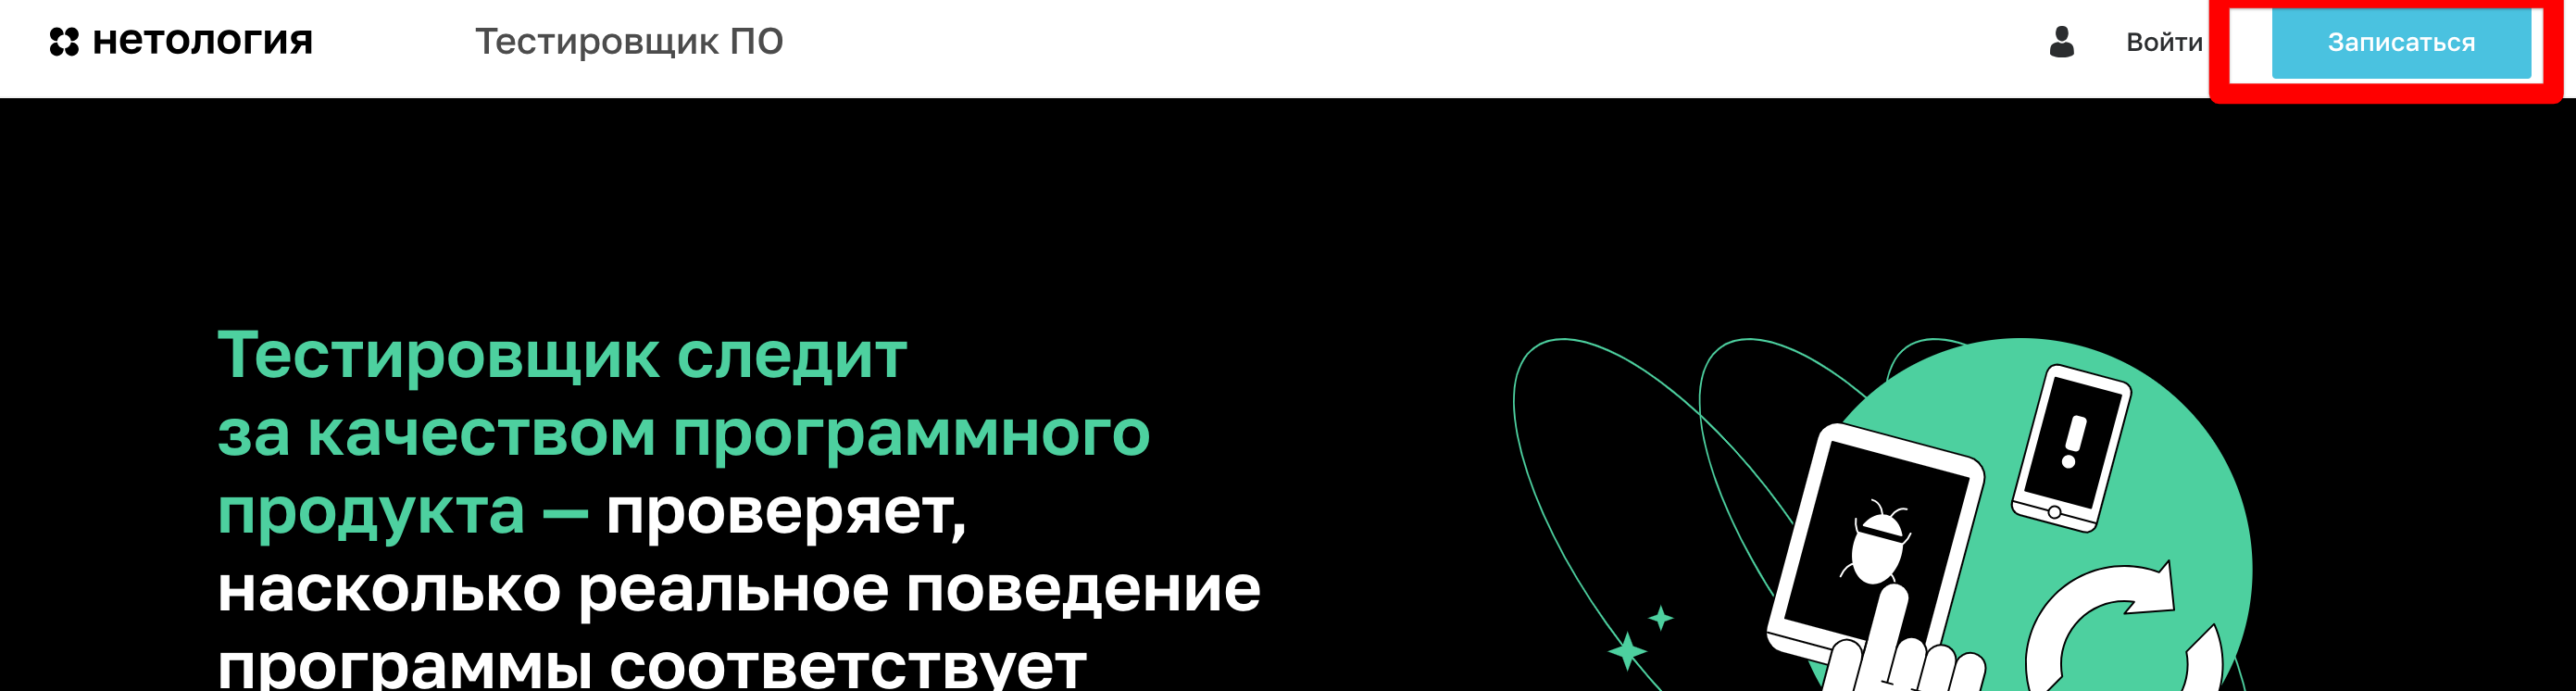 нетология
Тестировщик ПО
Войти
Записаться
Тестировщик следит
за качеством программного
продукта — проверяет,
насколько реальное поведение
программы соответствует